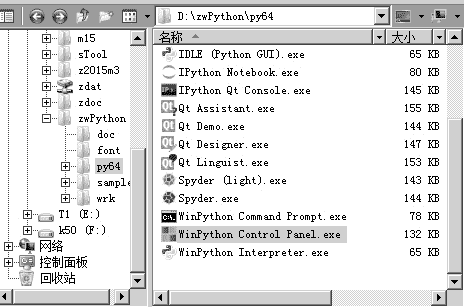 D:\zwPython\py64
m15
sTool
z2015m3
zdat
zdoc
zwPython
doc
font
py64
sample
wrk
T1 (E:)
k50 (F:)
网络
控制面板
回收站
名称 大小
IDLE (Python GUI).exe 65 KB
IPython Notebook.exe 80 KB
IPython Qt Console.exe 145 KB
Qt Assistant.exe 155 KB
Qt Demo.exe 144 KB
Qt Designer.exe 147 KB
Qt Linguist.exe 153 KB
Spyder (light).exe 143 KB
Spyder.exe 144 KB
WinPython Command Prompt.exe 78 KB
WinPython Control Panel.exe 132 KB
WinPython Interpreter.exe 65 KB